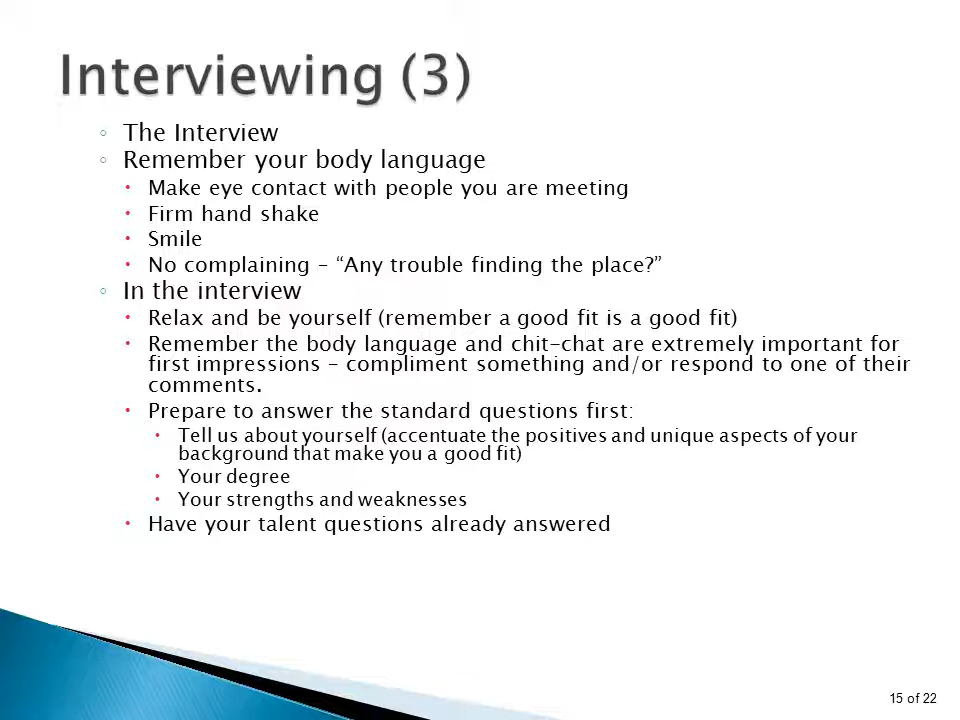 Interviewing (3)
◦ The Interview
◦ Remember your body language
• Make eye contact with people you are meeting
• Firm hand shake
• Smile
• No complaining – “Any trouble finding the place?”
◦ In the interview
• Relax and be yourself (remember a good fit is a good fit)
• Remember the body language and chit-chat are extremely important for
first impressions – compliment something and/or respond to one of their
comments.
• Prepare to answer the standard questions first:
• Tell us about yourself (accentuate the positives and unique aspects of your
background that make you a good fit)
• Your degree
• Your strengths and weaknesses
• Have your talent questions already answered
15 of 22